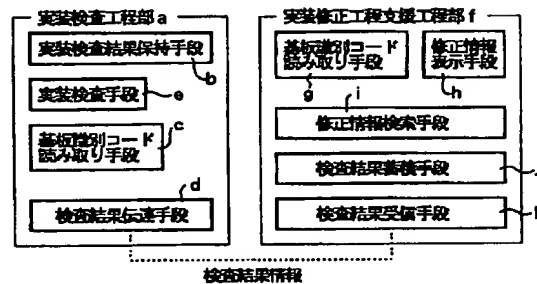 実装検査工程部a
実装検査結果保持手段
b
実装検査手段
e
基板識別コード
読み取り手段
c
検査結果伝達手段
d
実装修正工程支援工程部f
基板識別コード
読み取り手段
g
修正情報
表示手段
h
i
修正情報検索手段
検査結果蓄積手段
検査結果受信手段
検査結果情報